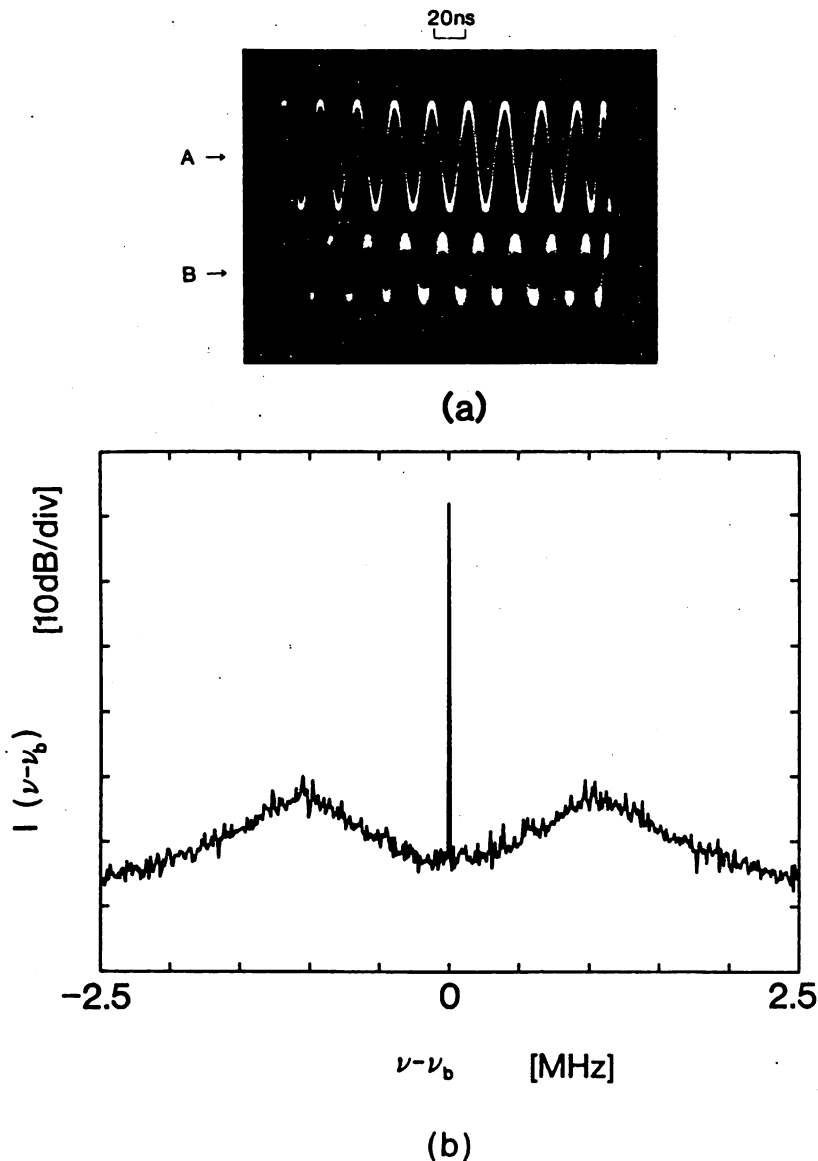 20ns
A →
B →
(a)
I (ν-ν_b) [10dB/div]
-2.5 0 2.5
ν-ν_b [MHz]
(b)